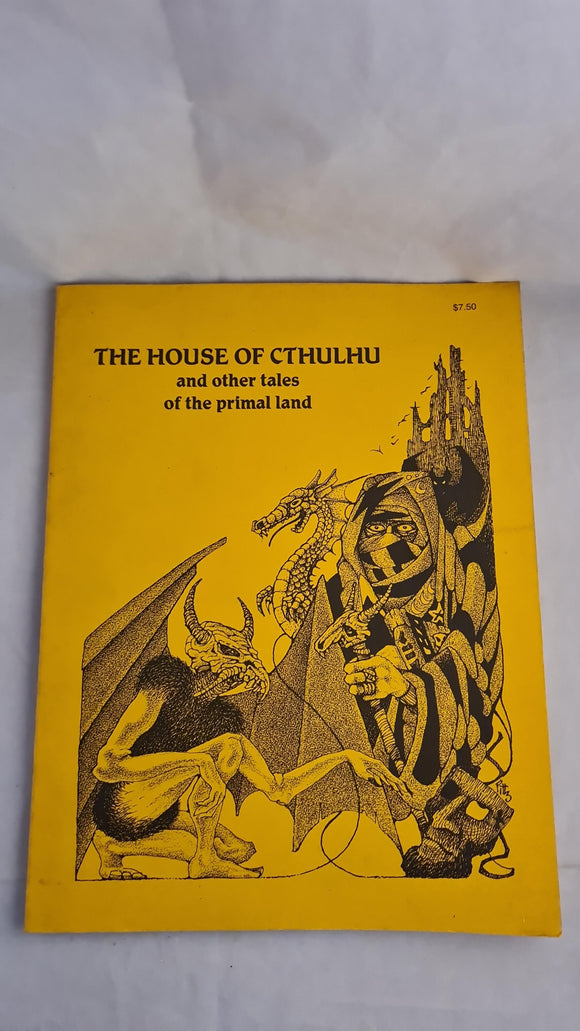 $7.50
THE HOUSE OF CTHULHU
and other tales
of the primal land